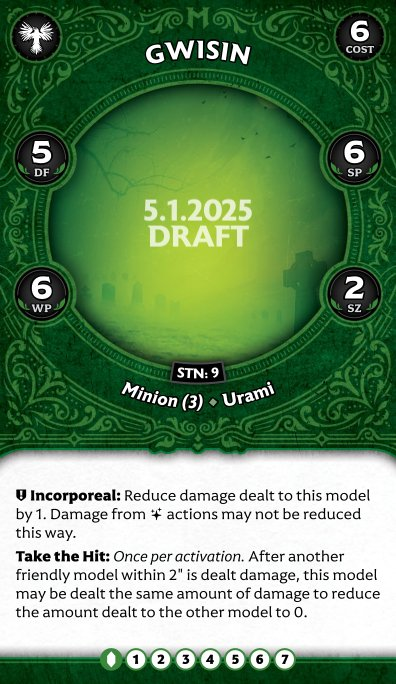 M
GWISIN
6
COST
5
DF
6
SP
5.1.2025
DRAFT
6
WP
2
SZ
STN: 9
Minion (3) ⬥ Urami
Incorporeal: Reduce damage dealt to this model
by 1. Damage from actions may not be reduced
this way.
Take the Hit: Once per activation. After another
friendly model within 2" is dealt damage, this model
may be dealt the same amount of damage to reduce
the amount dealt to the other model to 0.
1 2 3 4 5 6 7